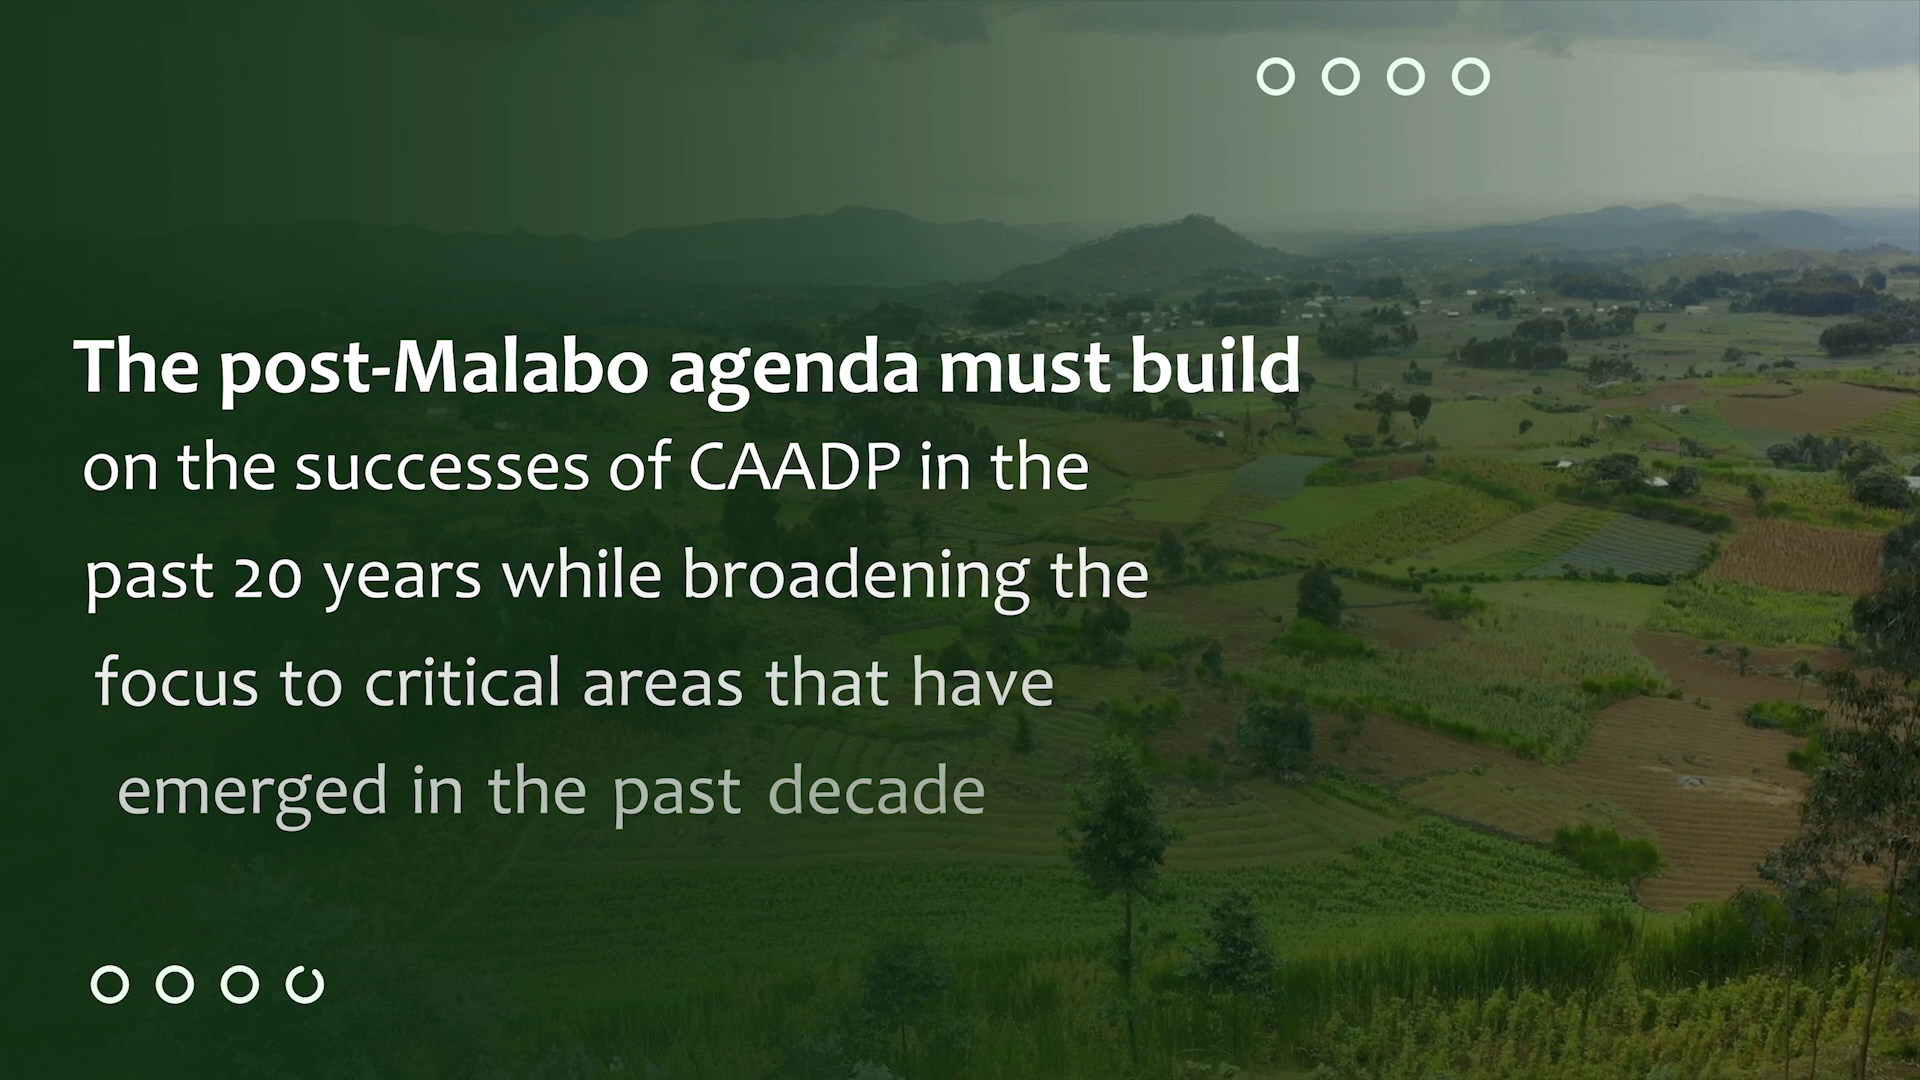 The post-Malabo agenda must build
on the successes of CAADP in the
past 20 years while broadening the
focus to critical areas that have
emerged in the past decade